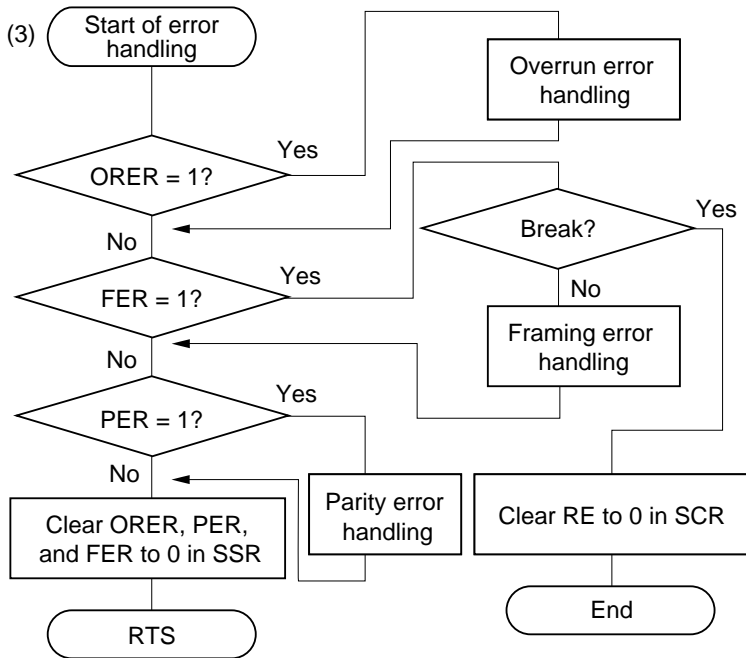 (3)
Start of error
handling
Overrun error
handling
Yes
ORER = 1?
No
Yes
Break?
Yes
FER = 1?
No
Framing error
handling
No
Yes
PER = 1?
No
Parity error
handling
Clear ORER, PER,
and FER to 0 in SSR
Clear RE to 0 in SCR
RTS
End